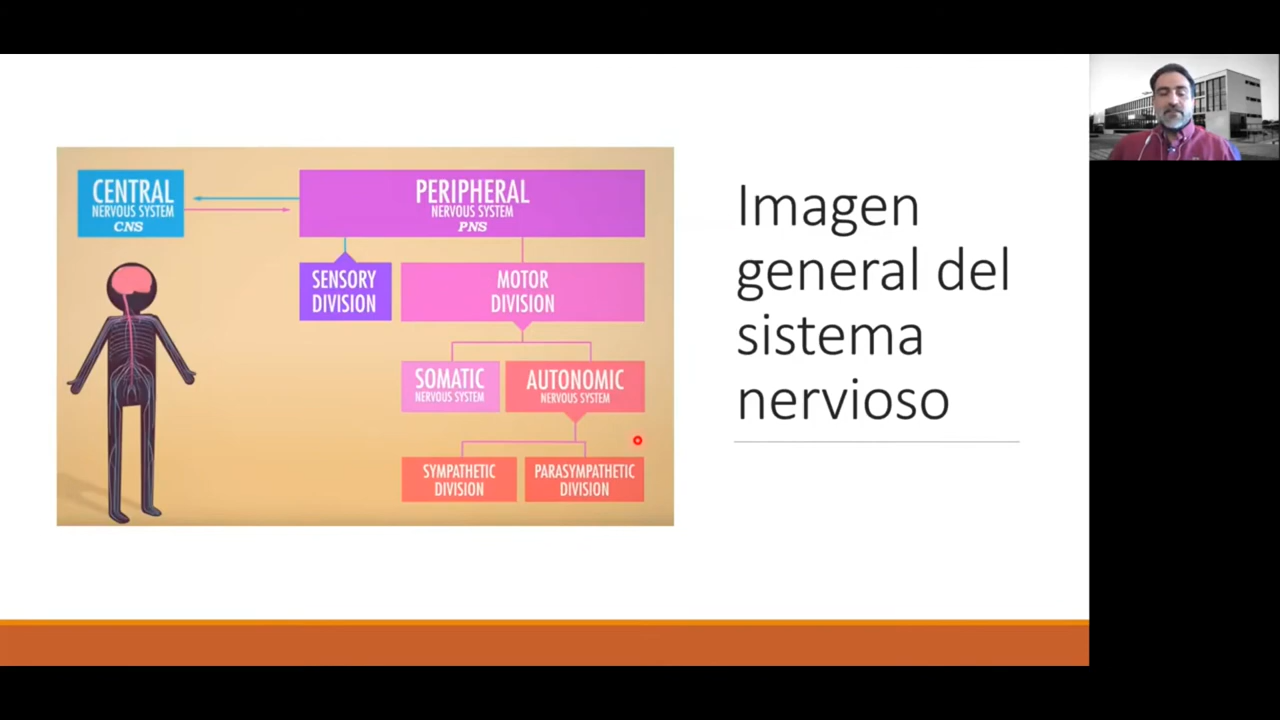 CENTRAL
NERVOUS SYSTEM
CNS
PERIPHERAL
NERVOUS SYSTEM
PNS
SENSORY
DIVISION
MOTOR
DIVISION
SOMATIC
NERVOUS SYSTEM
AUTONOMIC
NERVOUS SYSTEM
SYMPATHETIC
DIVISION
PARASYMPATHETIC
DIVISION
Imagen
general del
sistema
nervioso